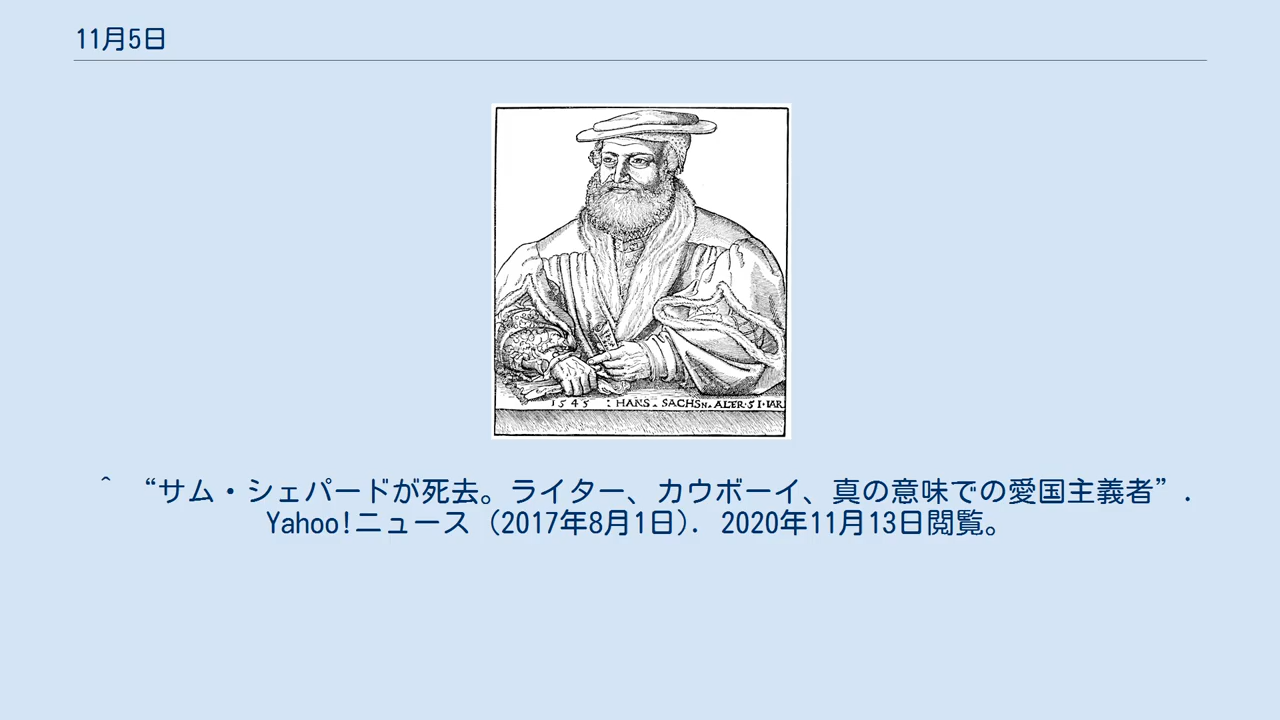 11月5日
1545 : HANS. SACHSN. ALTER. 51. IAR
^ “サム・シェパードが死去。ライター、カウボーイ、真の意味での愛国主義者”.
Yahoo!ニュース (2017年8月1日). 2020年11月13日閲覧。